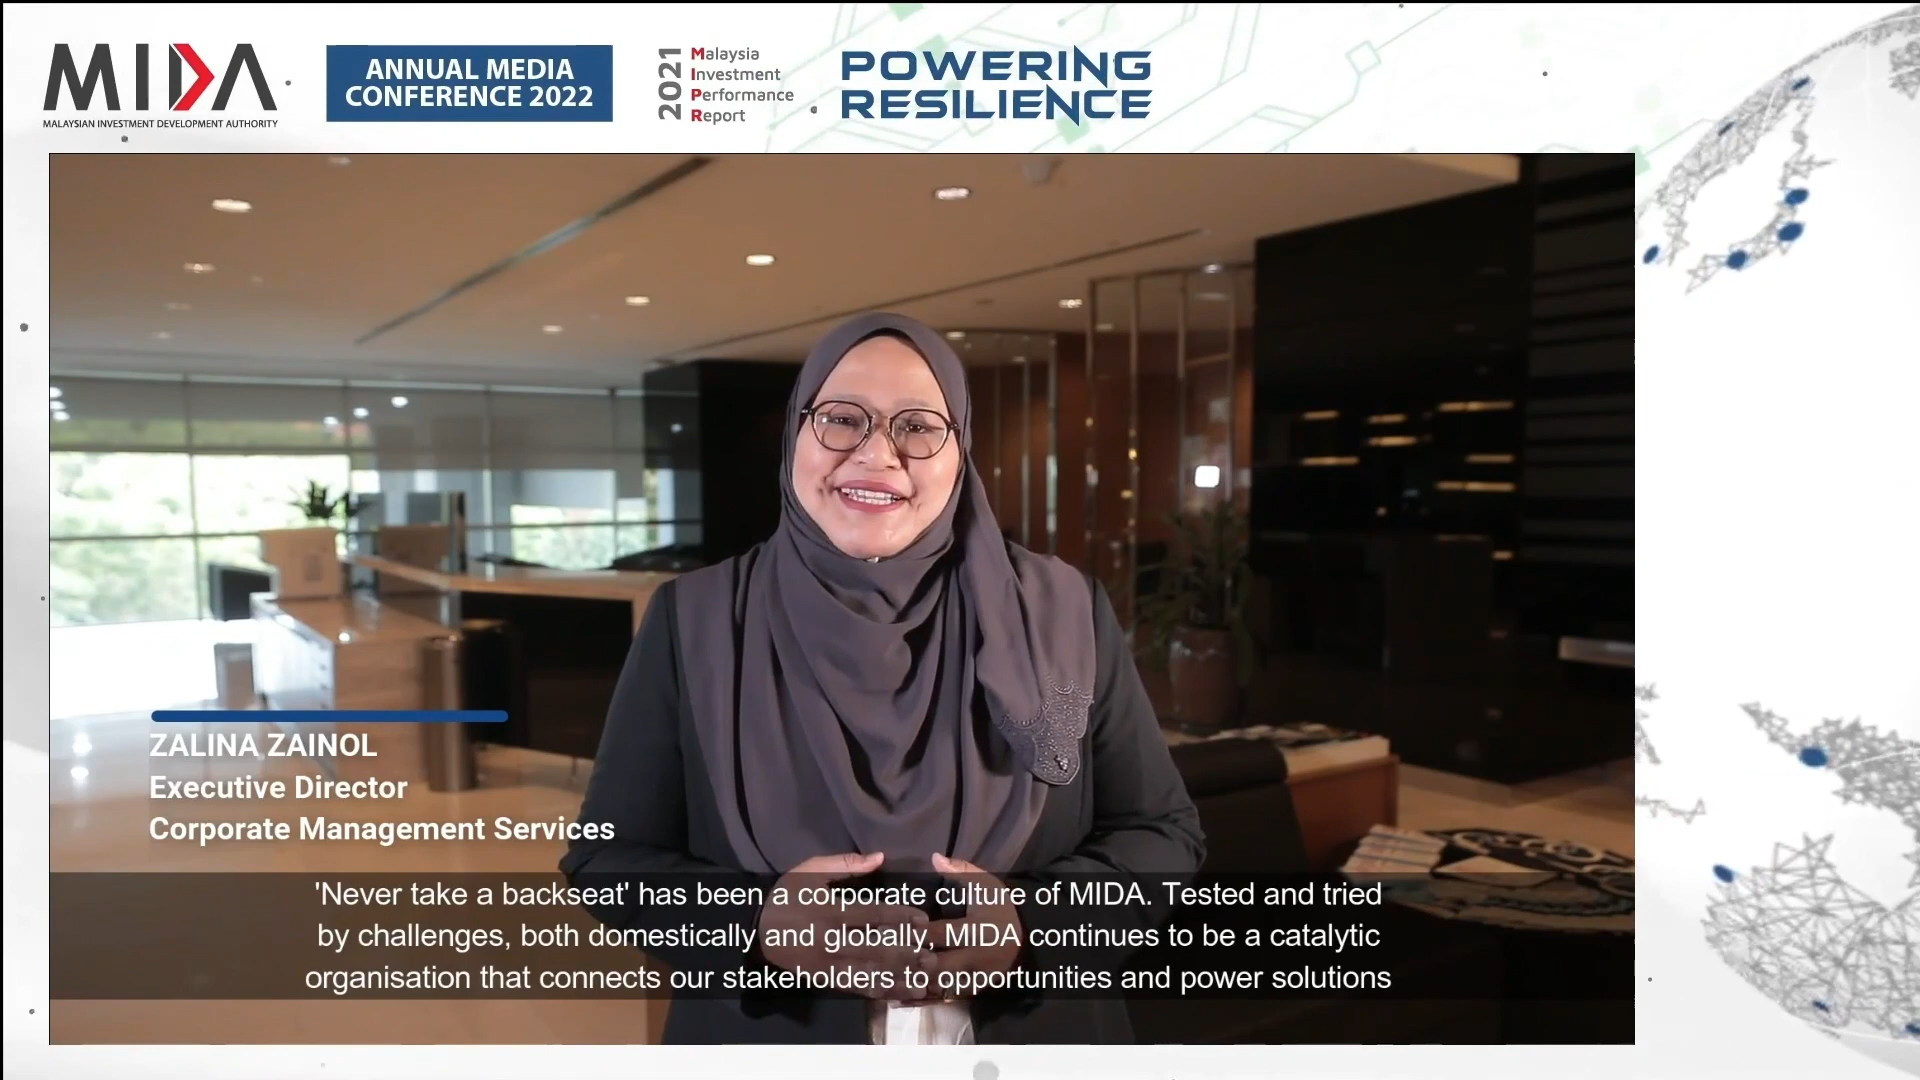 MIDA
MALAYSIAN INVESTMENT DEVELOPMENT AUTHORITY
ANNUAL MEDIA
CONFERENCE 2022
2021
Malaysia
Investment
Performance
Report
POWERING
RESILIENCE
ZALINA ZAINOL
Executive Director
Corporate Management Services
'Never take a backseat' has been a corporate culture of MIDA. Tested and tried
by challenges, both domestically and globally, MIDA continues to be a catalytic
organisation that connects our stakeholders to opportunities and power solutions